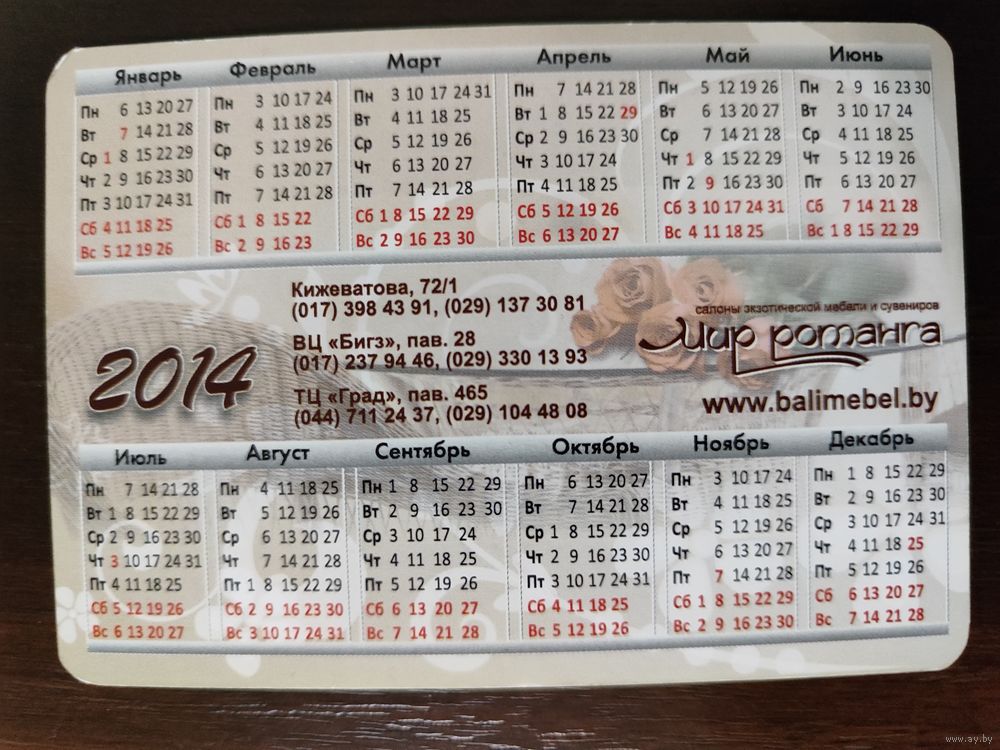 Январь Февраль Март Апрель Май Июнь
Пн 6 13 20 27 Пн 3 10 17 24 Пн 3 10 17 24 31 Пн 7 14 21 28 Пн 5 12 19 26 Пн 2 9 16 23 30
Вт 7 14 21 28 Вт 4 11 18 25 Вт 4 11 18 25 Вт 1 8 15 22 29 Вт 6 13 20 27 Вт 3 10 17 24
Ср 1 8 15 22 29 Ср 5 12 19 26 Ср 5 12 19 26 Ср 2 9 16 23 30 Ср 7 14 21 28 Ср 4 11 18 25
Чт 2 9 16 23 30 Чт 6 13 20 27 Чт 6 13 20 27 Чт 3 10 17 24 Чт 1 8 15 22 29 Чт 5 12 19 26
Пт 3 10 17 24 31 Пт 7 14 21 28 Пт 7 14 21 28 Пт 4 11 18 25 Пт 2 9 16 23 30 Пт 6 13 20 27
Сб 4 11 18 25 Сб 1 8 15 22 Сб 1 8 15 22 29 Сб 5 12 19 26 Сб 3 10 17 24 31 Сб 7 14 21 28
Вс 5 12 19 26 Вс 2 9 16 23 Вс 2 9 16 23 30 Вс 6 13 20 27 Вс 4 11 18 25 Вс 1 8 15 22 29
2014
Кижеватова, 72/1
(017) 398 43 91, (029) 137 30 81
ВЦ «Бигз», пав. 28
(017) 237 94 46, (029) 330 13 93
ТЦ «Град», пав. 465
(044) 711 24 37, (029) 104 48 08
салоны экзотической мебели и сувениров
Мир ротанга
www.balimebel.by
Июль Август Сентябрь Октябрь Ноябрь Декабрь
Пн 7 14 21 28 Пн 4 11 18 25 Пн 1 8 15 22 29 Пн 6 13 20 27 Пн 3 10 17 24 Пн 1 8 15 22 29
Вт 1 8 15 22 29 Вт 5 12 19 26 Вт 2 9 16 23 30 Вт 7 14 21 28 Вт 4 11 18 25 Вт 2 9 16 23 30
Ср 2 9 16 23 30 Ср 6 13 20 27 Ср 3 10 17 24 Ср 1 8 15 22 29 Ср 5 12 19 26 Ср 3 10 17 24 31
Чт 3 10 17 24 31 Чт 7 14 21 28 Чт 4 11 18 25 Чт 2 9 16 23 30 Чт 6 13 20 27 Чт 4 11 18 25
Пт 4 11 18 25 Пт 1 8 15 22 29 Пт 5 12 19 26 Пт 3 10 17 24 31 Пт 7 14 21 28 Пт 5 12 19 26
Сб 5 12 19 26 Сб 2 9 16 23 30 Сб 6 13 20 27 Сб 4 11 18 25 Сб 1 8 15 22 29 Сб 6 13 20 27
Вс 6 13 20 27 Вс 3 10 17 24 31 Вс 7 14 21 28 Вс 5 12 19 26 Вс 2 9 16 23 30 Вс 7 14 21 28
www.ay.by